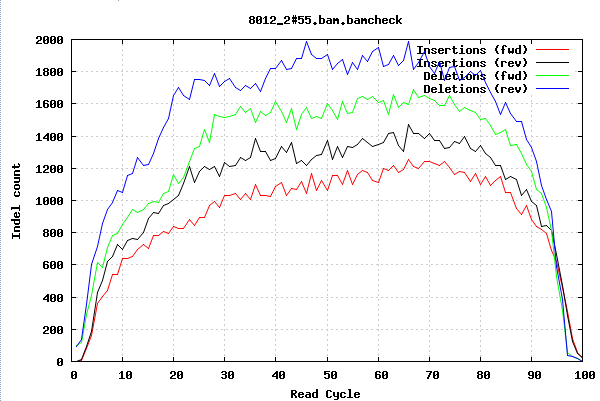 8012_2#55.bam.bamcheck
2000
1800
1600
1400
1200
1000
800
600
400
200
0
Indel count
Insertions (fwd)
Insertions (rev)
Deletions (fwd)
Deletions (rev)
0 10 20 30 40 50 60 70 80 90 100
Read Cycle